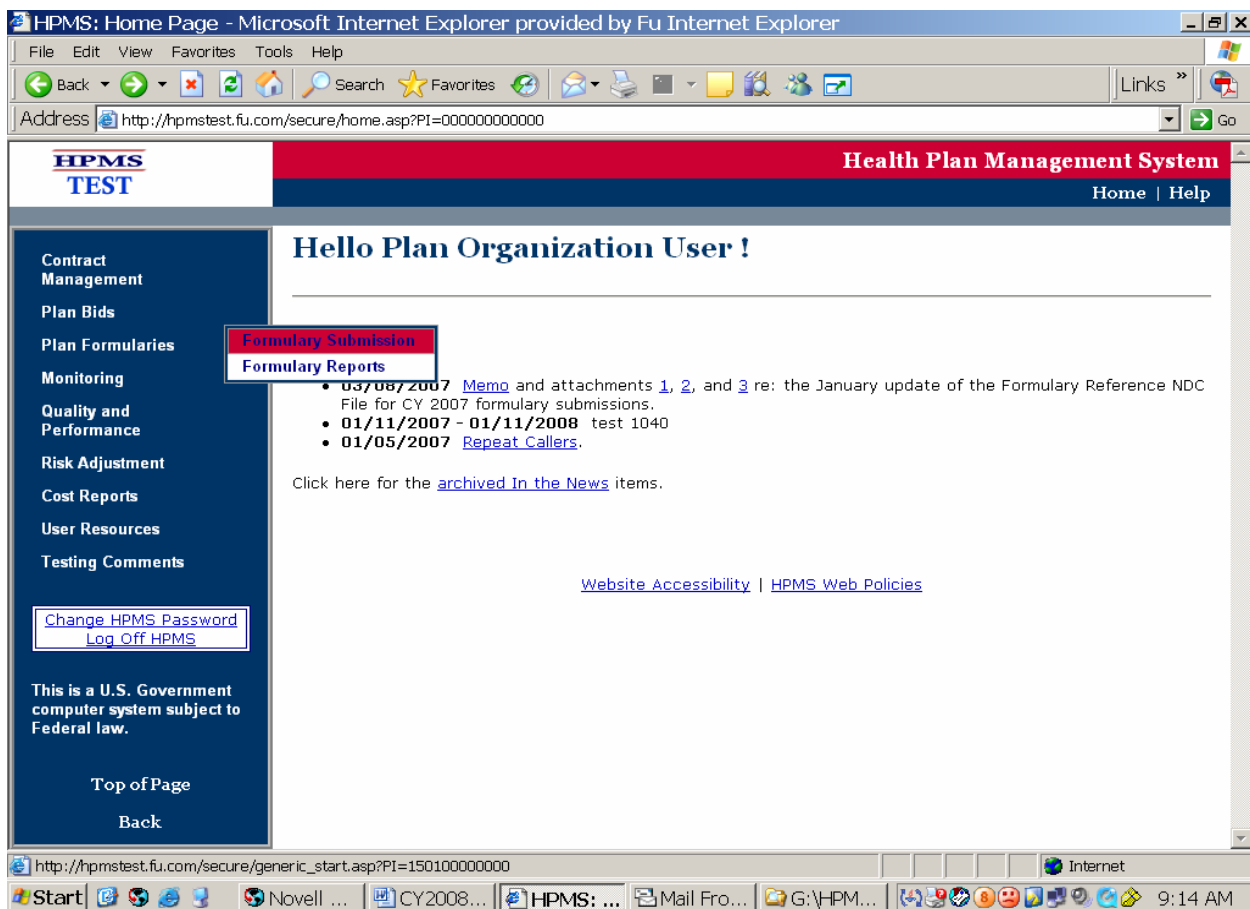 HPMS: Home Page - Microsoft Internet Explorer provided by Fu Internet Explorer
File Edit View Favorites Tools Help
Back Search Favorites Links »
Address http://hpmstest.fu.com/secure/home.asp?PI=000000000000 Go
HPMS
TEST
Health Plan Management System
Home | Help
Contract
Management
Plan Bids
Plan Formularies
Monitoring
Quality and
Performance
Risk Adjustment
Cost Reports
User Resources
Testing Comments
Change HPMS Password
Log Off HPMS
This is a U.S. Government
computer system subject to
Federal law.
Top of Page
Back
Hello Plan Organization User !
Formulary Submission
Formulary Reports
• 03/08/2007 Memo and attachments 1, 2, and 3 re: the January update of the Formulary Reference NDC
File for CY 2007 formulary submissions.
• 01/11/2007 - 01/11/2008 test 1040
• 01/05/2007 Repeat Callers.
Click here for the archived In the News items.
Website Accessibility | HPMS Web Policies
http://hpmstest.fu.com/secure/generic_start.asp?PI=150100000000 Internet
Start Novell ... CY2008... HPMS: ... Mail Fro... G:\HPM... 9:14 AM